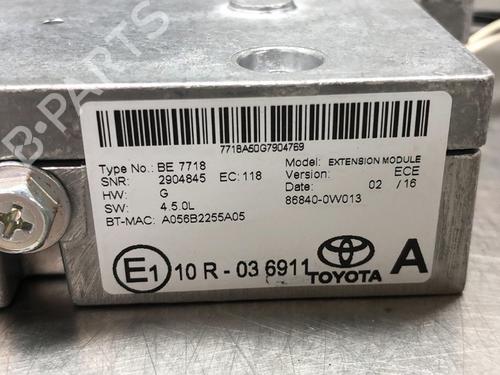 B-PARTS
7718A50G7904769
Type No.: BE 7718 Model: EXTENSION MODULE
SNR: 2904845 EC: 118 Version: ECE
HW: G Date: 02 / 16
SW: 4.5.0L 86840-0W013
BT-MAC: A056B2255A05
E1 10 R - 03 6911 TOYOTA A